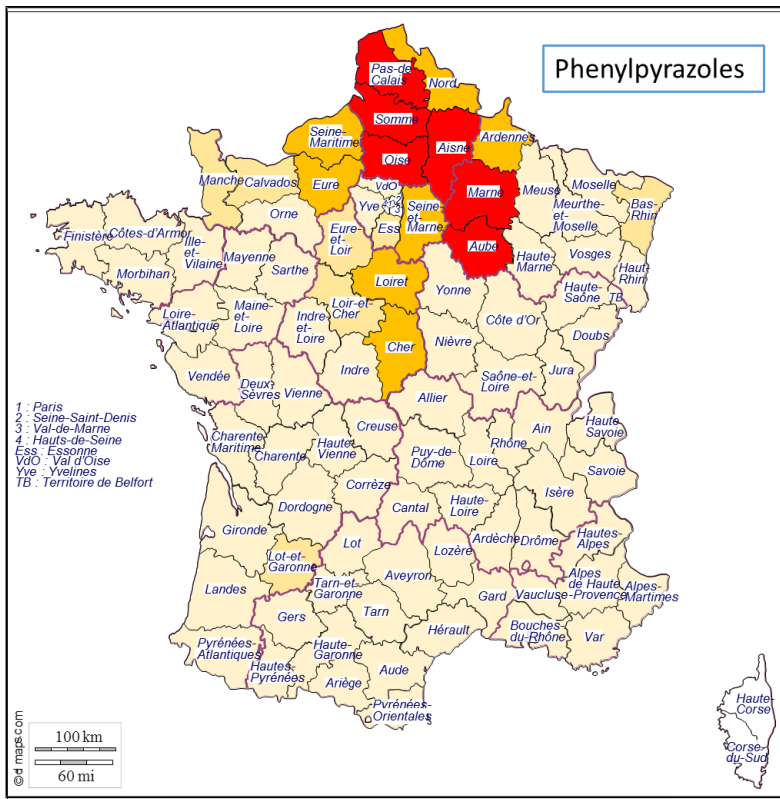 Phenylpyrazoles
Pas-de
Calais
Nord
Somme
Seine-
Maritime
Aisne
Ardennes
Oise
Manche
Calvados
Eure
VdO
Marne
Meuse
Moselle
Meurthe-
et-
Moselle
Bas-
Rhin
Orne
Yve
1
2
4
3
Ess
Seine-
et-
Marne
Finistère
Côtes-d'Armor
Ille-
et-
Vilaine
Mayenne
Eure-
et-
Loir
Aube
Haute-
Marne
Vosges
Haut-
Rhin
Morbihan
Sarthe
Loiret
Yonne
Haute-
Saône
TB
Loire-
Atlantique
Maine-
et-
Loire
Indre-
et-
Loire
Loir-et-
Cher
Cher
Nièvre
Côte d'Or
Doubs
Vendée
Deux-
Sèvres
Vienne
Indre
Saône-et-
Loire
Jura
Allier
1 : Paris
2 : Seine-Saint-Denis
3 : Val-de-Marne
4 : Hauts-de-Seine
Ess : Essonne
VdO : Val d'Oise
Yve : Yvelines
TB : Territoire de Belfort
Charente-
Maritime
Charente
Haute-
Vienne
Creuse
Puy-de-
Dôme
Loire
Rhône
Ain
Haute
Savoie
Savoie
Corrèze
Isère
Dordogne
Cantal
Haute-
Loire
Gironde
Lot
Lozère
Ardèche
Drôme
Hautes-
Alpes
Lot-et-
Garonne
Landes
Tarn-et-
Garonne
Aveyron
Gard
Vaucluse
Alpes
de Haute
-Provence
Alpes-
Martimes
Gers
Tarn
Hérault
Bouches-
du-Rhône
Var
Pyrénées-
Atlantiques
Hautes
Pyrénées
Haute-
Garonne
Ariège
Aude
Pyrénées-
Orientales
Haute-
Corse
Corse-
du-Sud
100 km
60 mi
©d maps.com